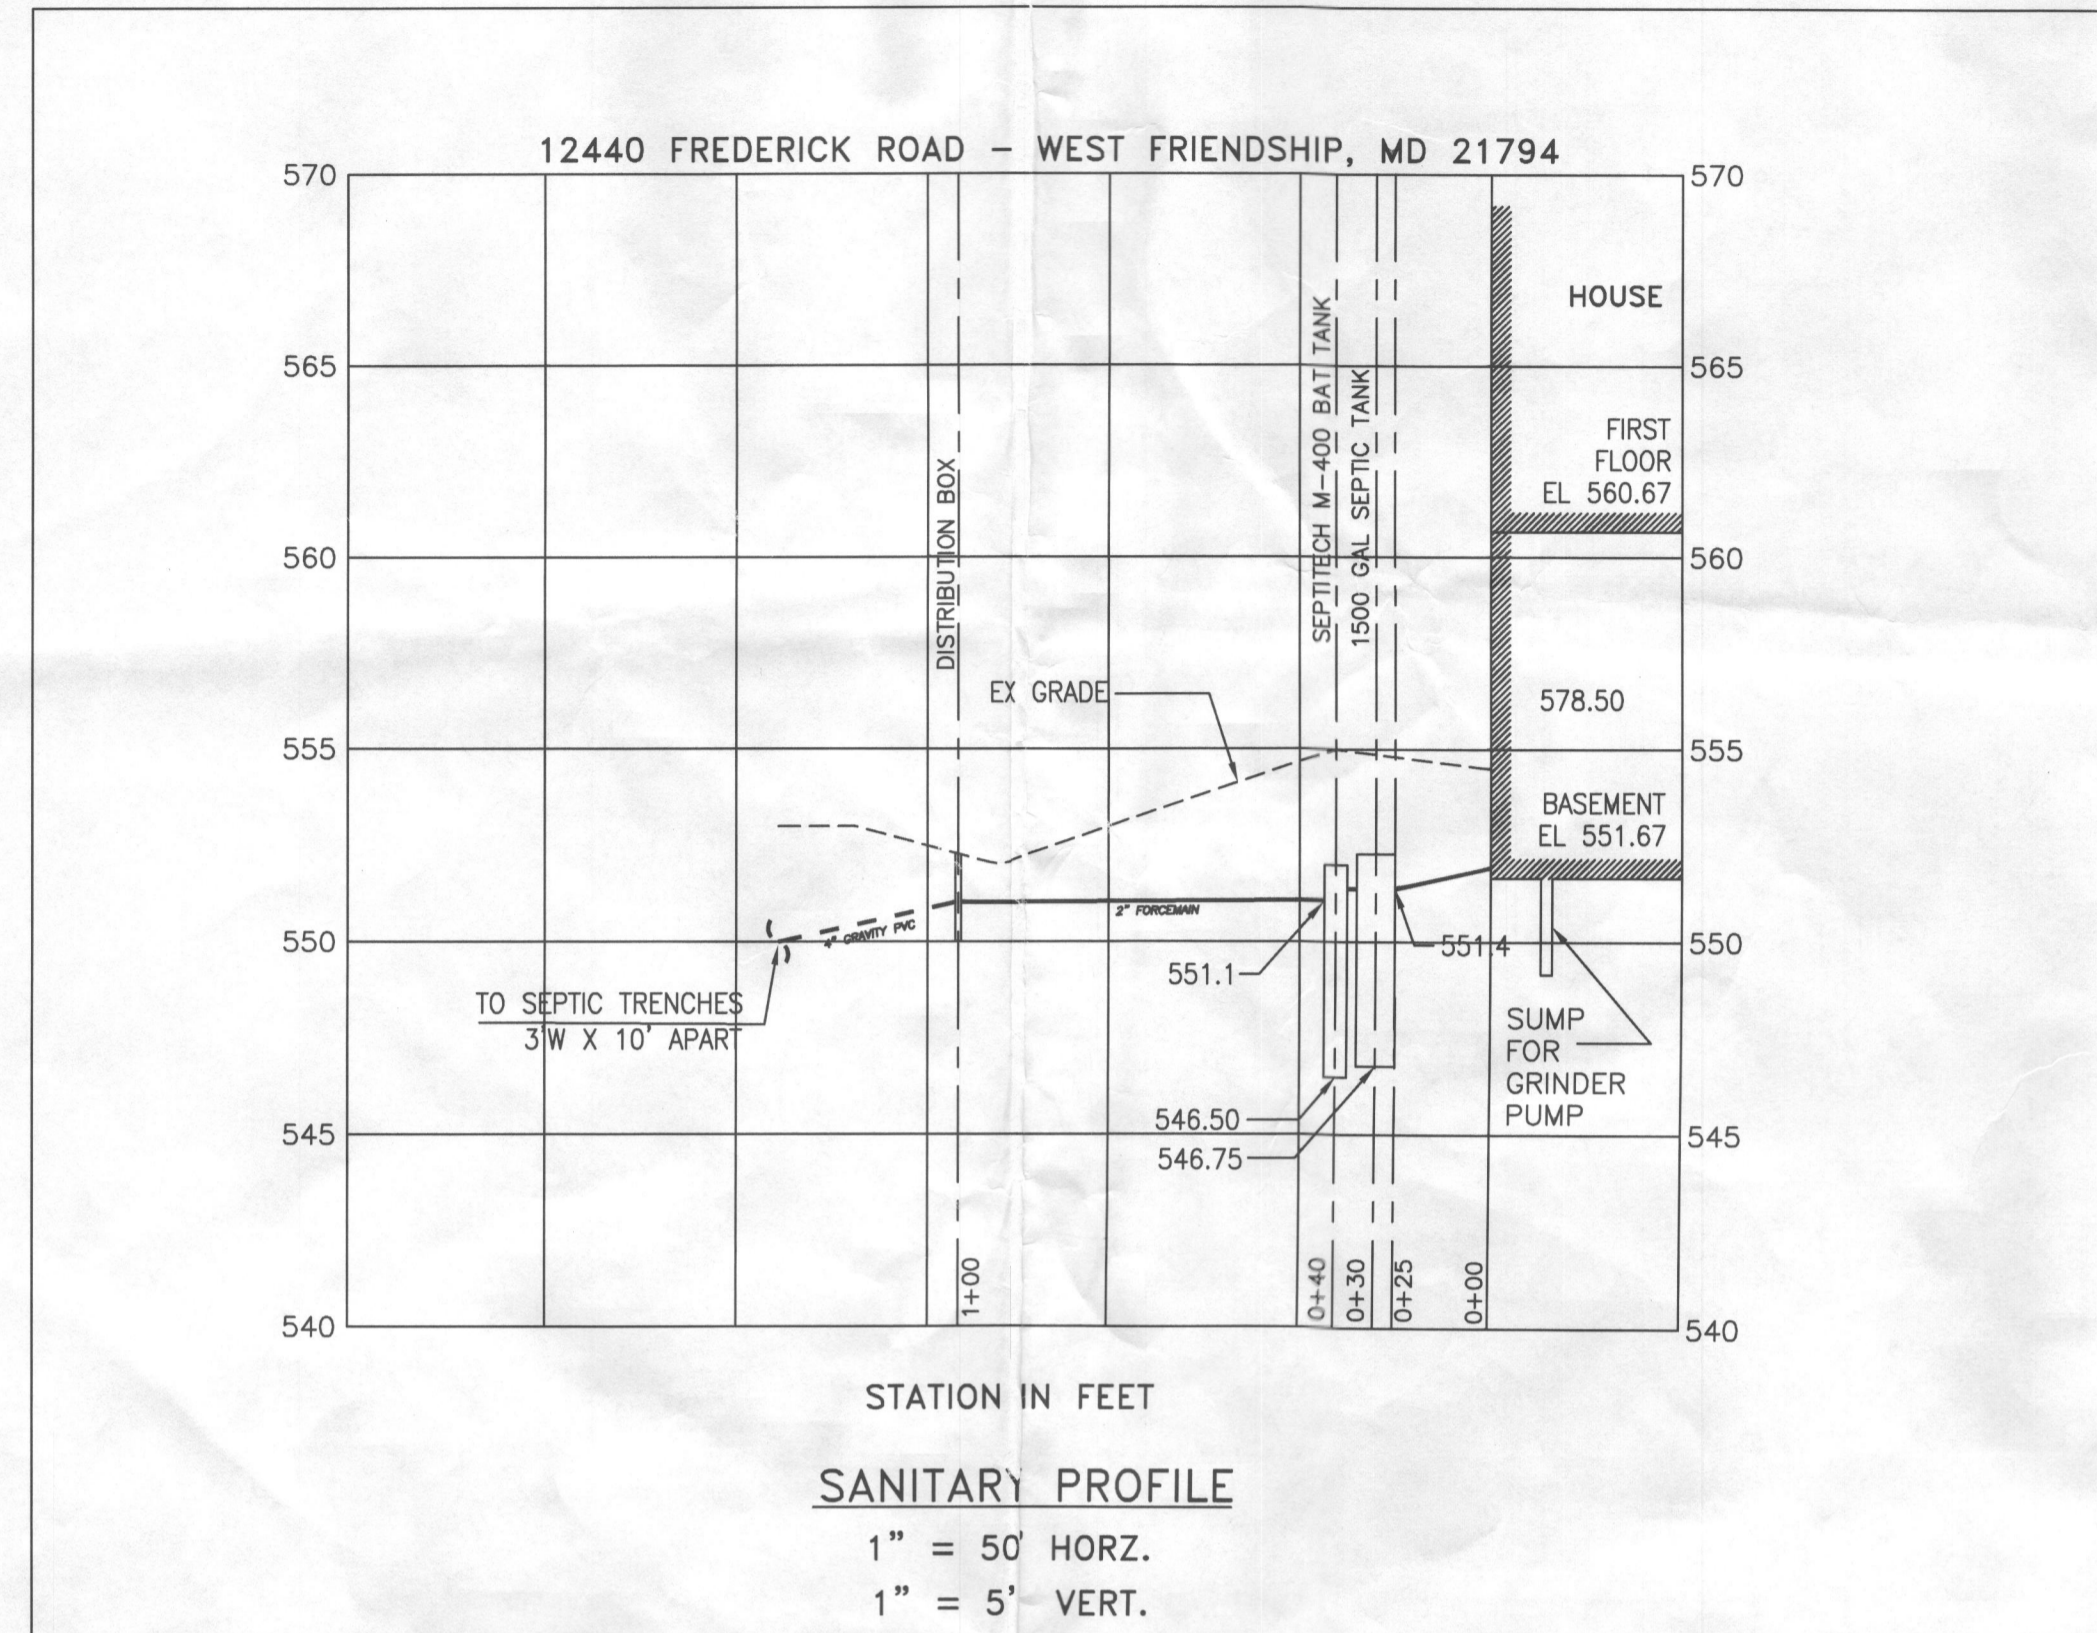 12440 FREDERICK ROAD – WEST FRIENDSHIP, MD 21794
570
570
HOUSE
SEPTITECH M-400 BAT TANK
1500 GAL SEPTIC TANK
565
565
FIRST
FLOOR
EL 560.67
DISTRIBUTION BOX
560
560
EX GRADE
578.50
555
555
BASEMENT
EL 551.67
2" FORCEMAIN
4" GRAVITY PVC
550
551.4
550
551.1
TO SEPTIC TRENCHES
3'W X 10' APART
SUMP
FOR
GRINDER
PUMP
546.50
545
545
546.75
1+00
0+40
0+30
0+25
0+00
540
540
STATION IN FEET
SANITARY PROFILE
1" = 50' HORZ.
1" = 5' VERT.